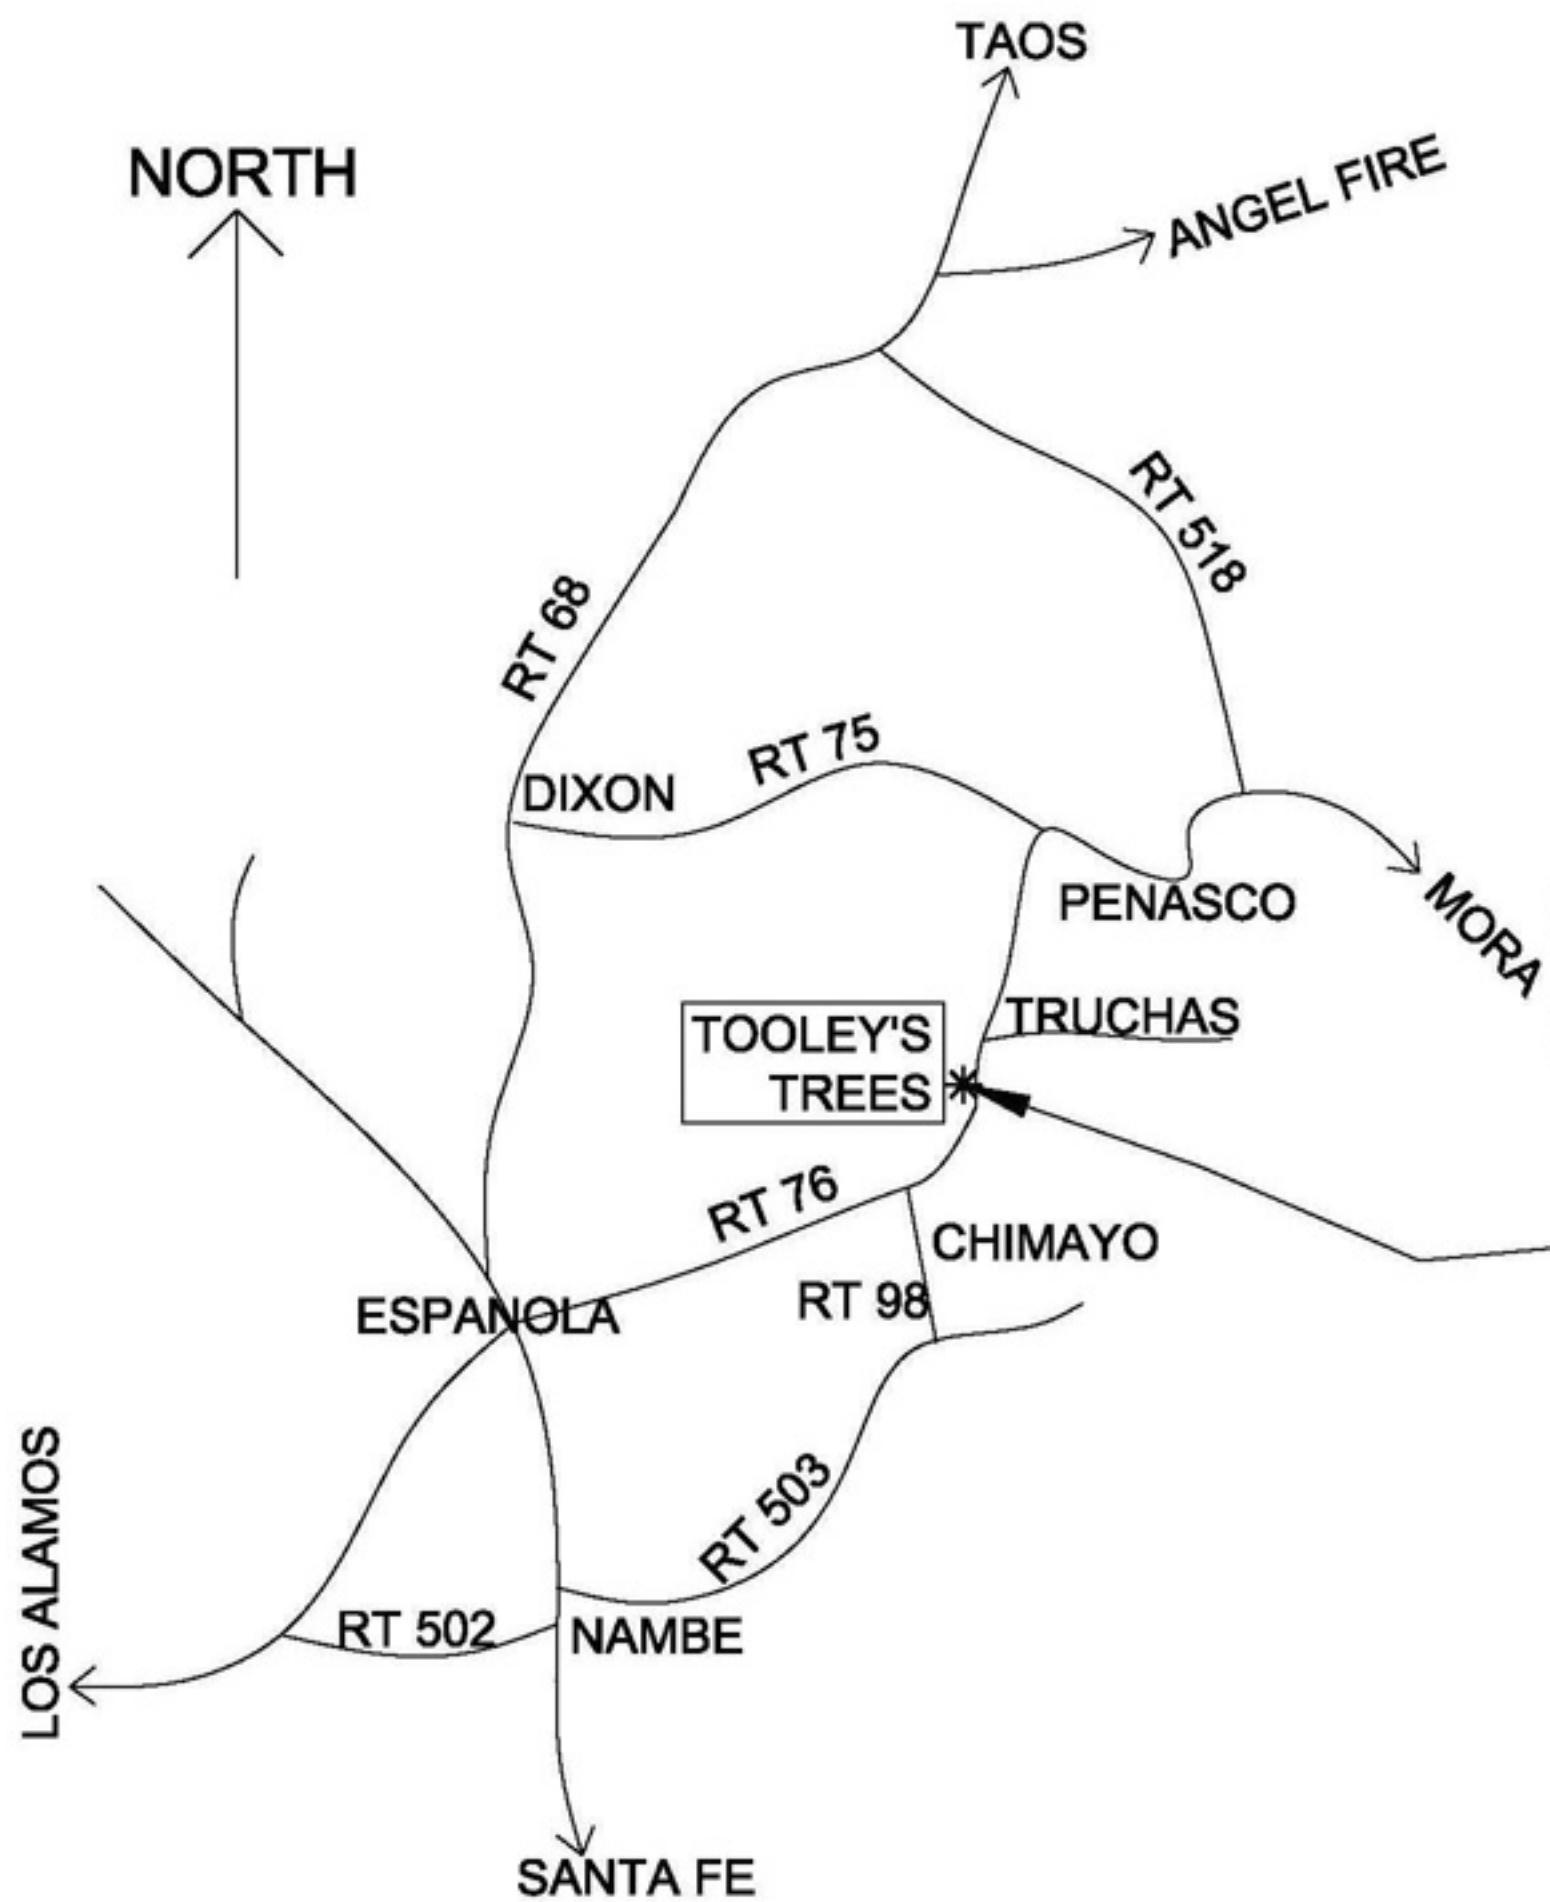 TAOS
ANGEL FIRE
NORTH
RT 518
RT 68
RT 75
DIXON
PENASCO
MORA
TRUCHAS
TOOLEY'S
TREES
RT 76
CHIMAYO
RT 98
ESPANOLA
LOS ALAMOS
RT 503
RT 502
NAMBE
SANTA FE